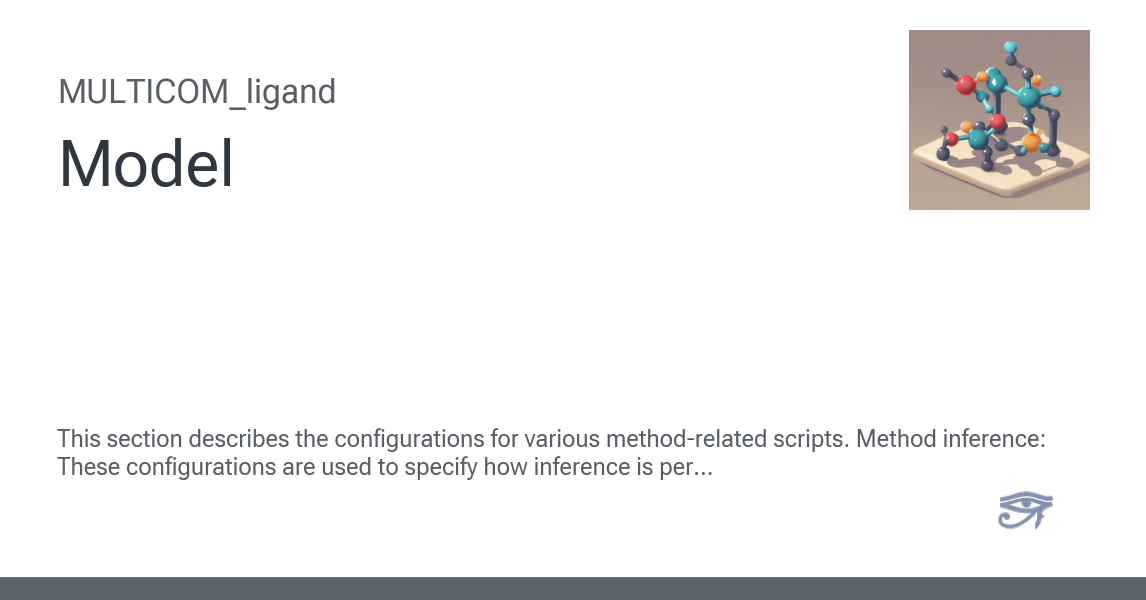 MULTICOM_ligand
Model
This section describes the configurations for various method-related scripts. Method inference:
These configurations are used to specify how inference is per...